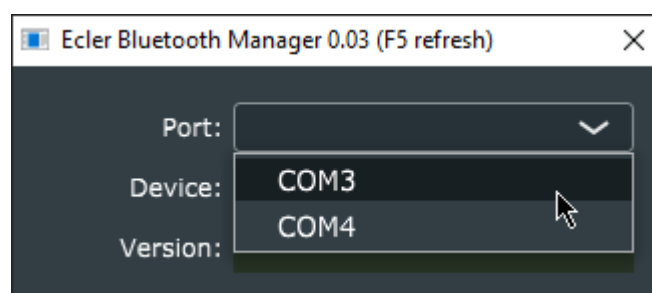 Ecler Bluetooth Manager 0.03 (F5 refresh)
Port:
Device:
COM3
COM4
Version: